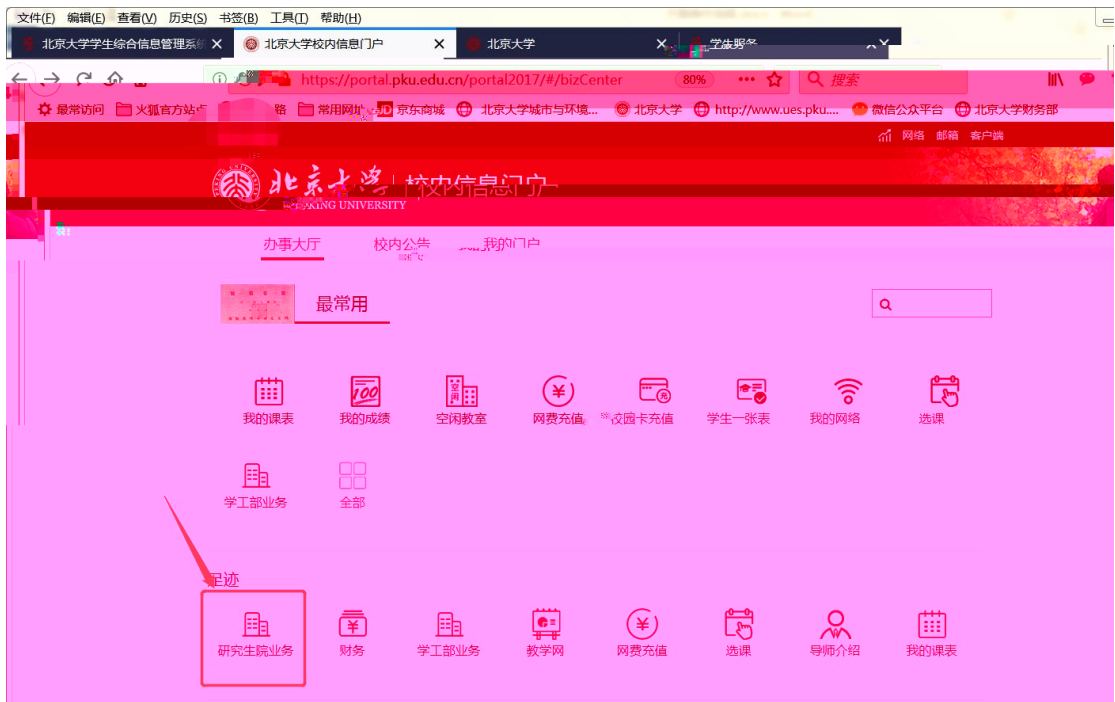 文件(F) 编辑(E) 查看(V) 历史(S) 书签(B) 工具(T) 帮助(H)
北京大学学生综合信息管理系统 北京大学校内信息门户 北京大学 学生服务
https://portal.pku.edu.cn/portal2017/#/bizCenter 80% 搜索
最常访问 火狐官方站点 常用网址 京东商城 北京大学城市与环境... 北京大学 http://www.ues.pku.... 微信公众平台 北京大学财务部
网络 邮箱 客户端
北京大学 校内信息门户
PEKING UNIVERSITY
办事大厅 校内公告 我的门户
最常用
我的课表 我的成绩 空闲教室 网费充值 校园卡充值 学生一张表 我的网络 选课
学工部业务 全部
足迹
研究生院业务 财务 学工部业务 教学网 网费充值 选课 导师介绍 我的课表